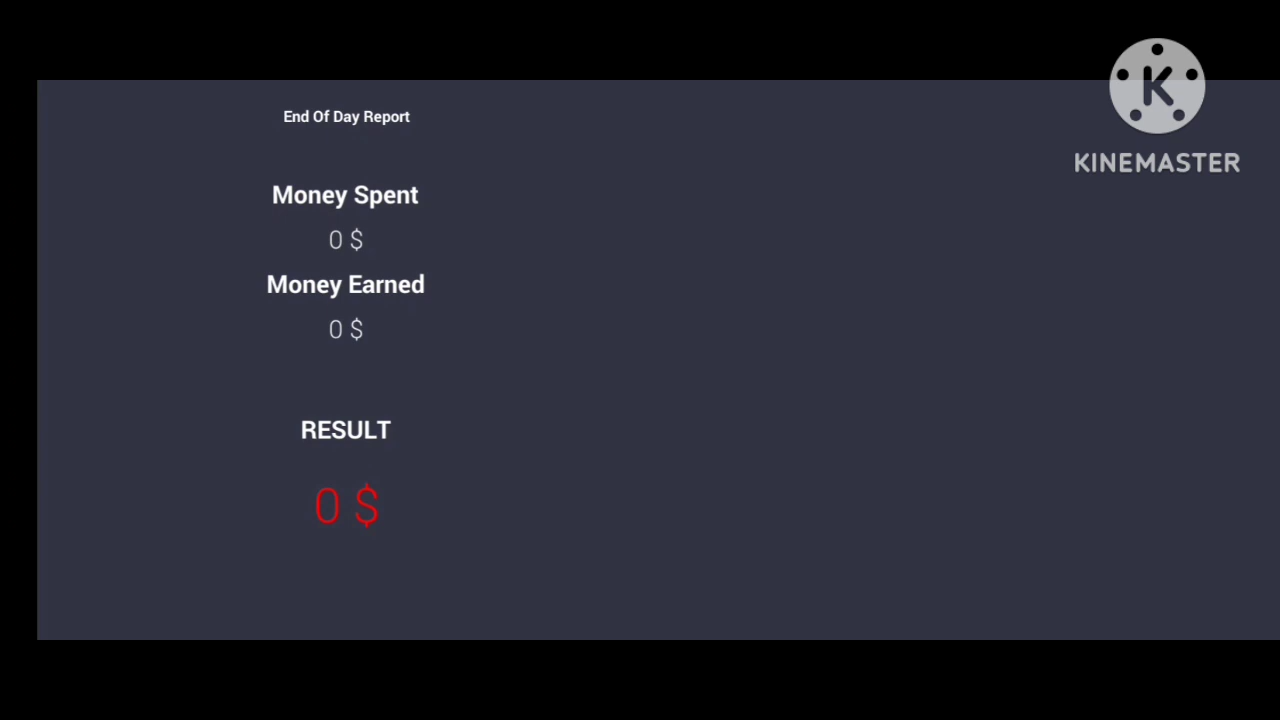 End Of Day Report
Money Spent
0 $
Money Earned
0 $
RESULT
0 $
K
KINEMASTER